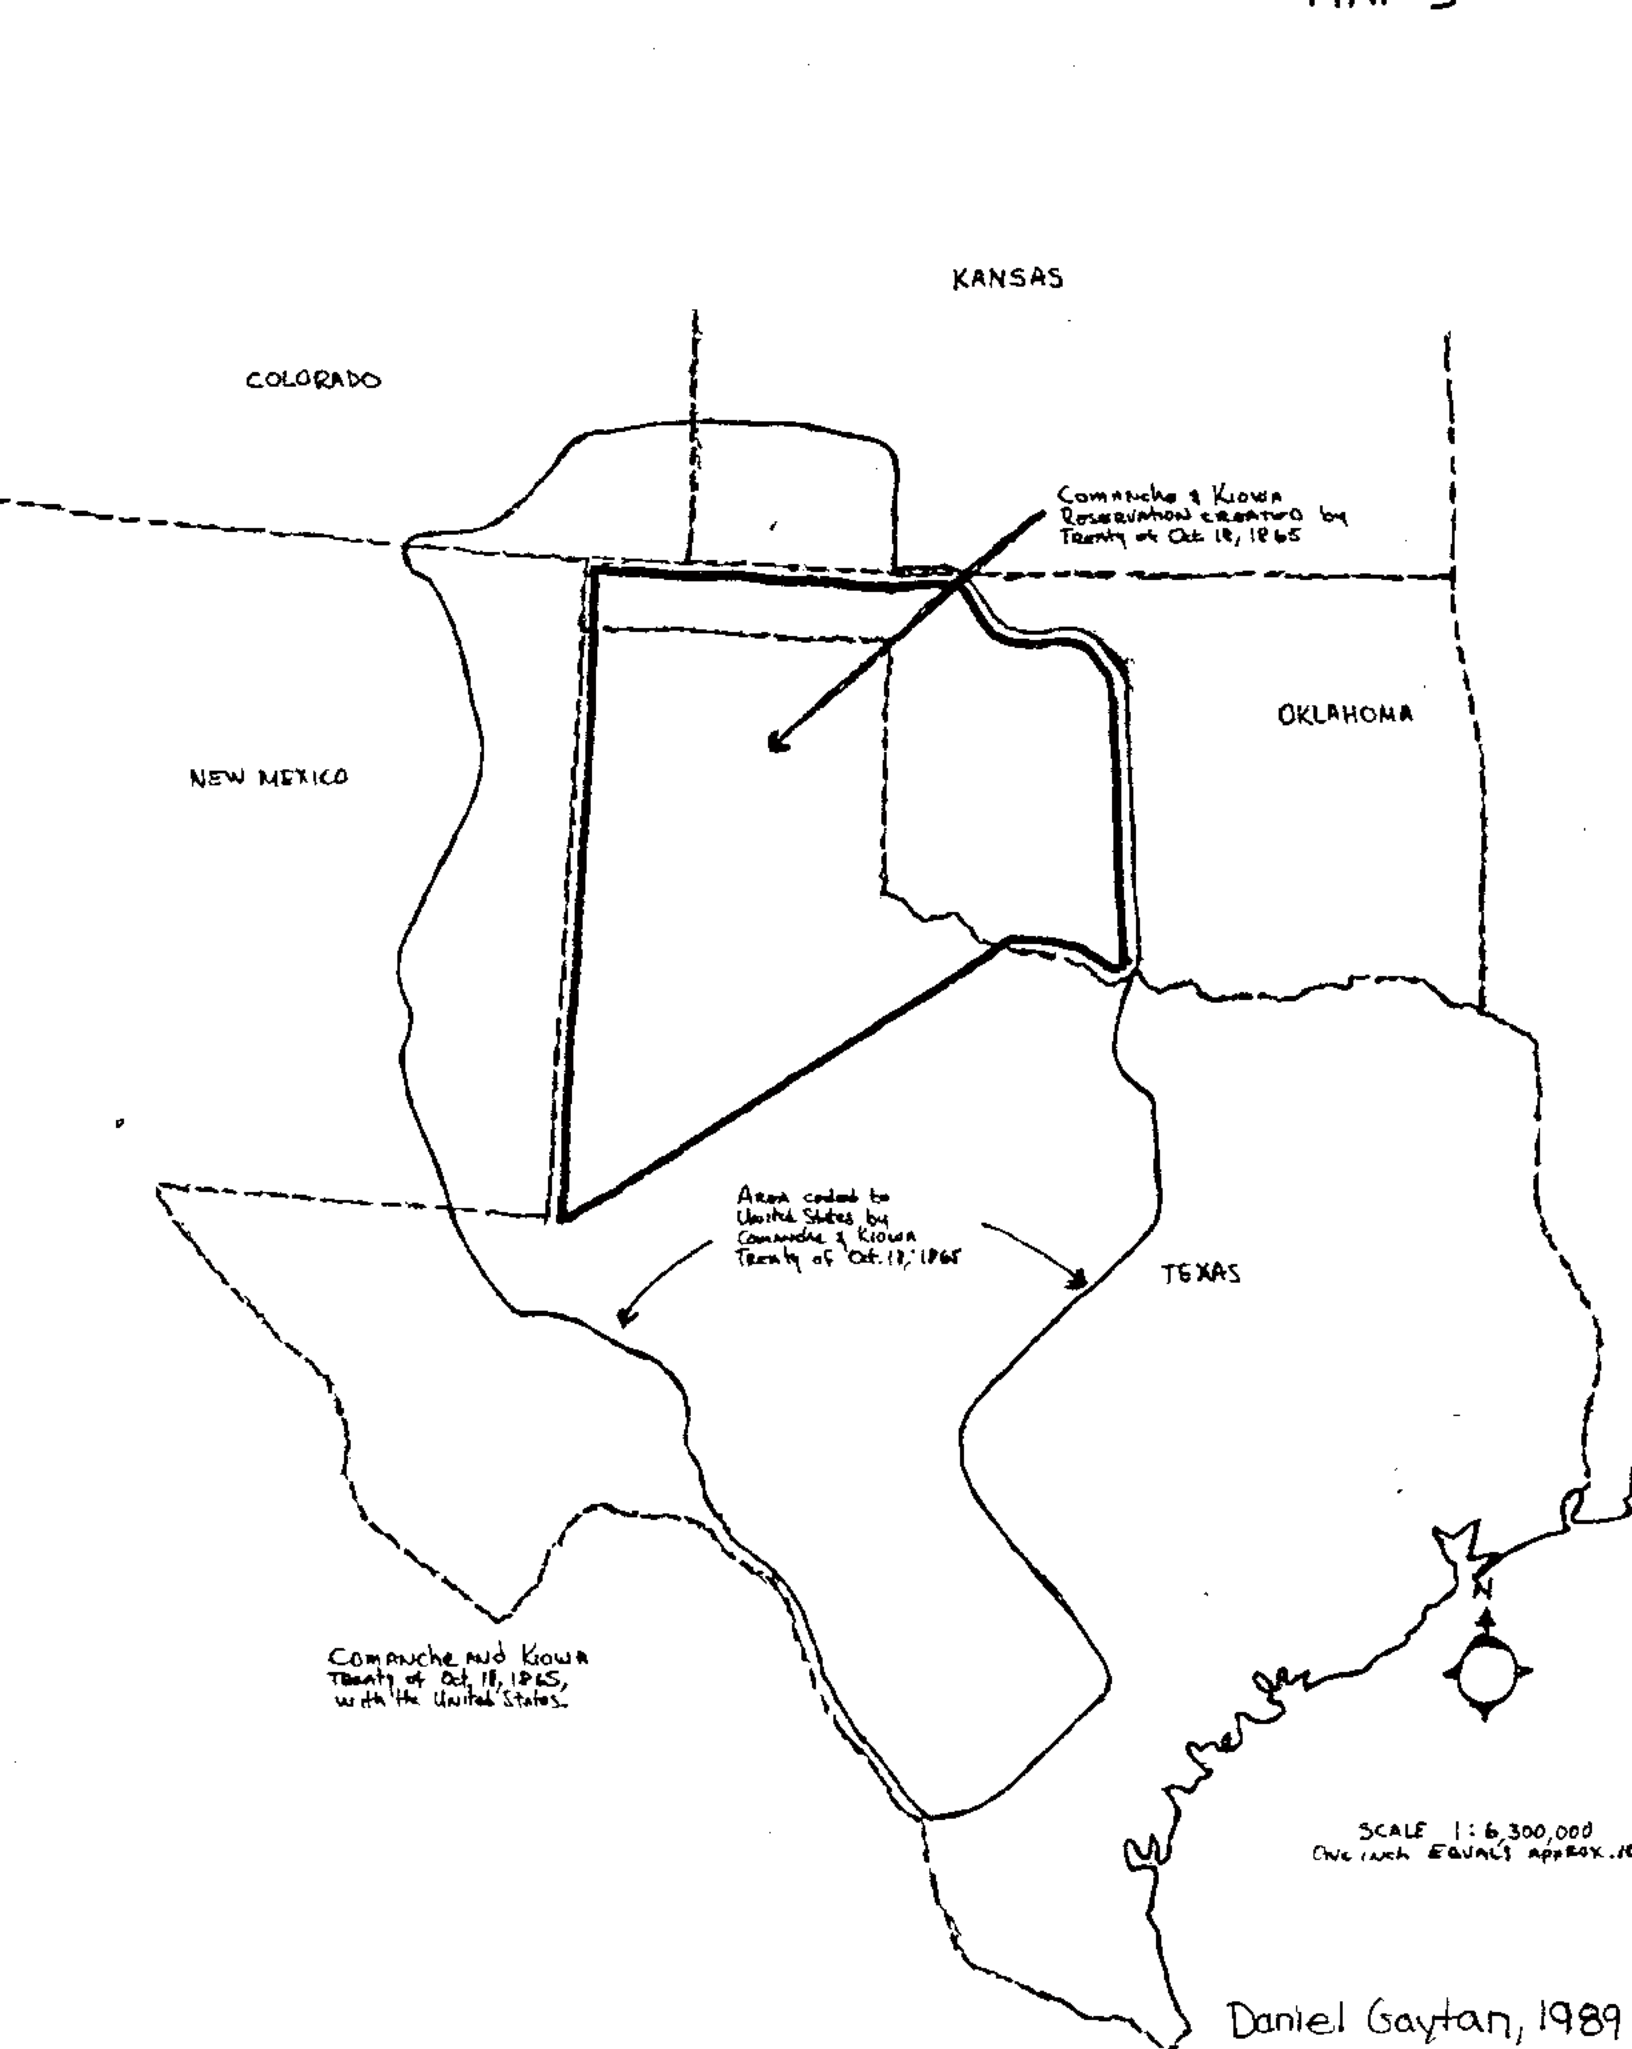 MAP 3
KANSAS
COLORADO
Comanche & Kiowa
Reservation created by
Treaty of Oct 18, 1865
OKLAHOMA
NEW MEXICO
Area ceded to
United States by
Comanche & Kiowa
Treaty of Oct. 18, 1865
TEXAS
N
Comanche and Kiowa
Treaty of Oct. 18, 1865,
with the United States.
SCALE 1:6,300,000
One inch EQUALS APPROX.
Daniel Gaytan, 1989